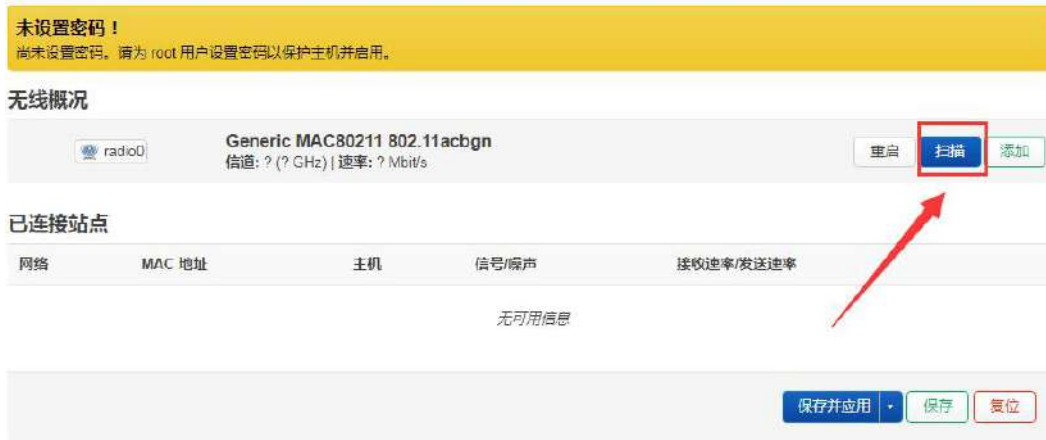 未设置密码！
尚未设置密码。请为 root 用户设置密码以保护主机并启用。
无线概况
radio0
Generic MAC80211 802.11acbgn
信道: ? (? GHz) | 速率: ? Mbit/s
重启 扫描 添加
已连接站点
网络 MAC 地址 主机 信号/噪声 接收速率/发送速率
无可用信息
保存并应用 保存 复位